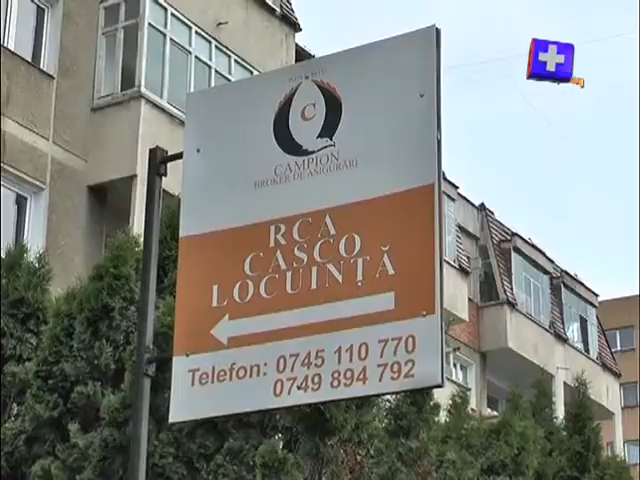 C
CAMPION
BROKER DE ASIGURARI
RCA
CASCO
LOCUINȚĂ
Telefon: 0745 110 770
0749 894 792